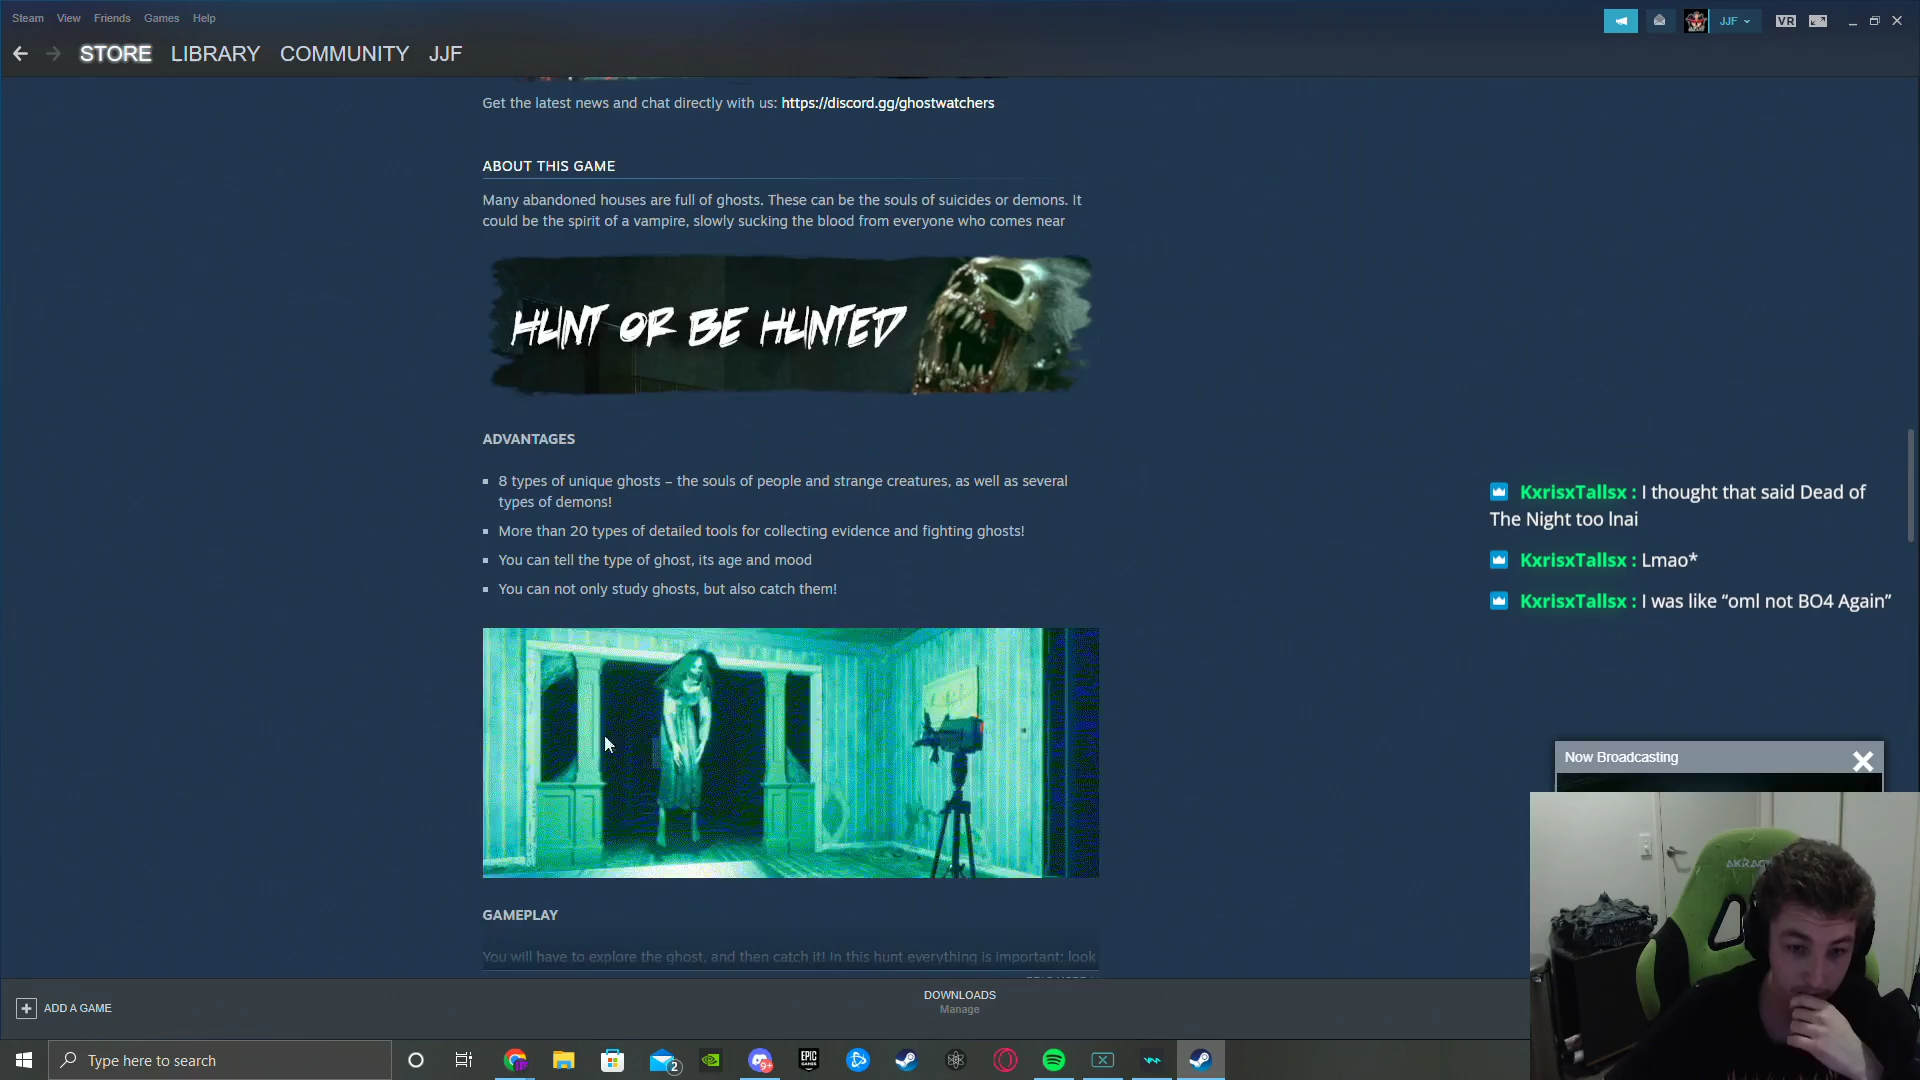 Steam View Friends Games Help
JJF
VR
STORE LIBRARY COMMUNITY JJF
Get the latest news and chat directly with us: https://discord.gg/ghostwatchers
ABOUT THIS GAME
Many abandoned houses are full of ghosts. These can be the souls of suicides or demons. It
could be the spirit of a vampire, slowly sucking the blood from everyone who comes near
HUNT OR BE HUNTED
ADVANTAGES
8 types of unique ghosts – the souls of people and strange creatures, as well as several
types of demons!
More than 20 types of detailed tools for collecting evidence and fighting ghosts!
You can tell the type of ghost, its age and mood
You can not only study ghosts, but also catch them!
KxrisxTallsx : I thought that said Dead of
The Night too lnai
KxrisxTallsx : Lmao*
KxrisxTallsx : I was like “oml not BO4 Again”
Now Broadcasting
GAMEPLAY
You will have to explore the ghost, and then catch it! In this hunt everything is important: look
ADD A GAME
DOWNLOADS
Manage
Type here to search
2
EPIC GAMES
9+